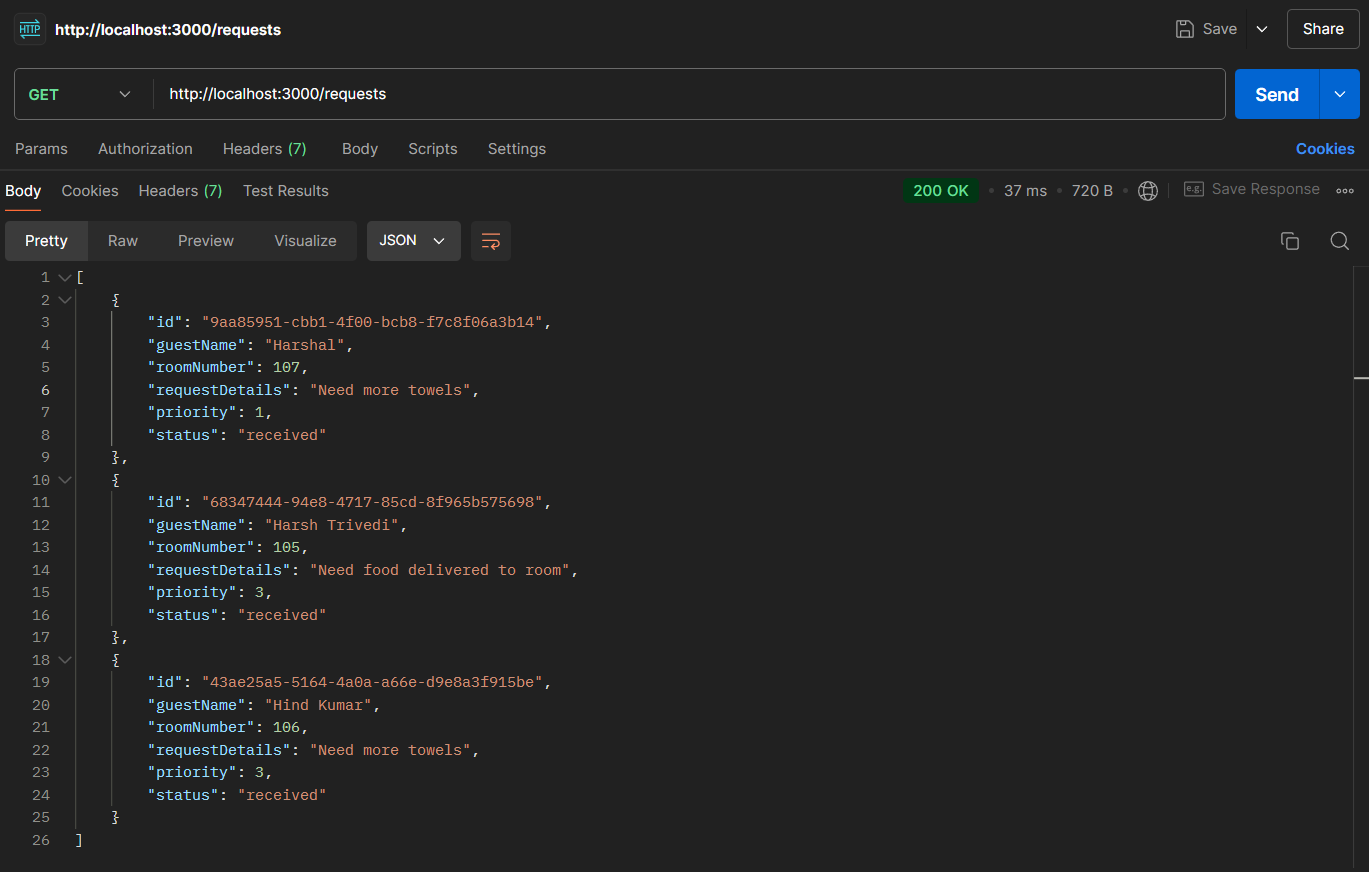 HTTP http://localhost:3000/requests Save Share
GET http://localhost:3000/requests Send
Params Authorization Headers (7) Body Scripts Settings Cookies
Body Cookies Headers (7) Test Results 200 OK • 37 ms • 720 B • e.g. Save Response
Pretty Raw Preview Visualize JSON
1 [
2 {
3 "id": "9aa85951-cbb1-4f00-bcb8-f7c8f06a3b14",
4 "guestName": "Harshal",
5 "roomNumber": 107,
6 "requestDetails": "Need more towels",
7 "priority": 1,
8 "status": "received"
9 },
10 {
11 "id": "68347444-94e8-4717-85cd-8f965b575698",
12 "guestName": "Harsh Trivedi",
13 "roomNumber": 105,
14 "requestDetails": "Need food delivered to room",
15 "priority": 3,
16 "status": "received"
17 },
18 {
19 "id": "43ae25a5-5164-4a0a-a66e-d9e8a3f915be",
20 "guestName": "Hind Kumar",
21 "roomNumber": 106,
22 "requestDetails": "Need more towels",
23 "priority": 3,
24 "status": "received"
25 }
26 ]